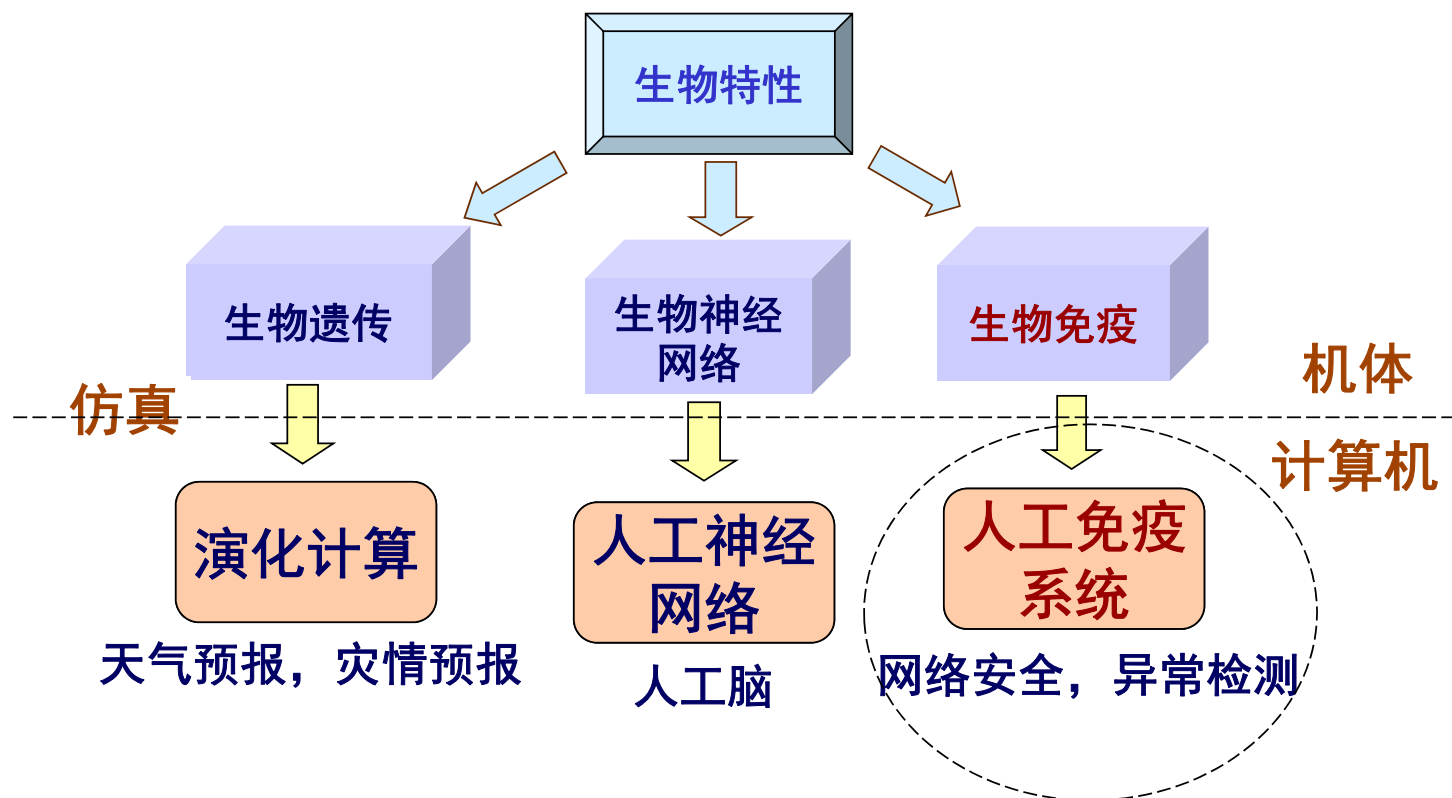 生物特性
生物遗传
生物神经
网络
生物免疫
机体
仿真
计算机
演化计算
人工神经
网络
人工免疫
系统
天气预报，灾情预报
人工脑
网络安全，异常检测